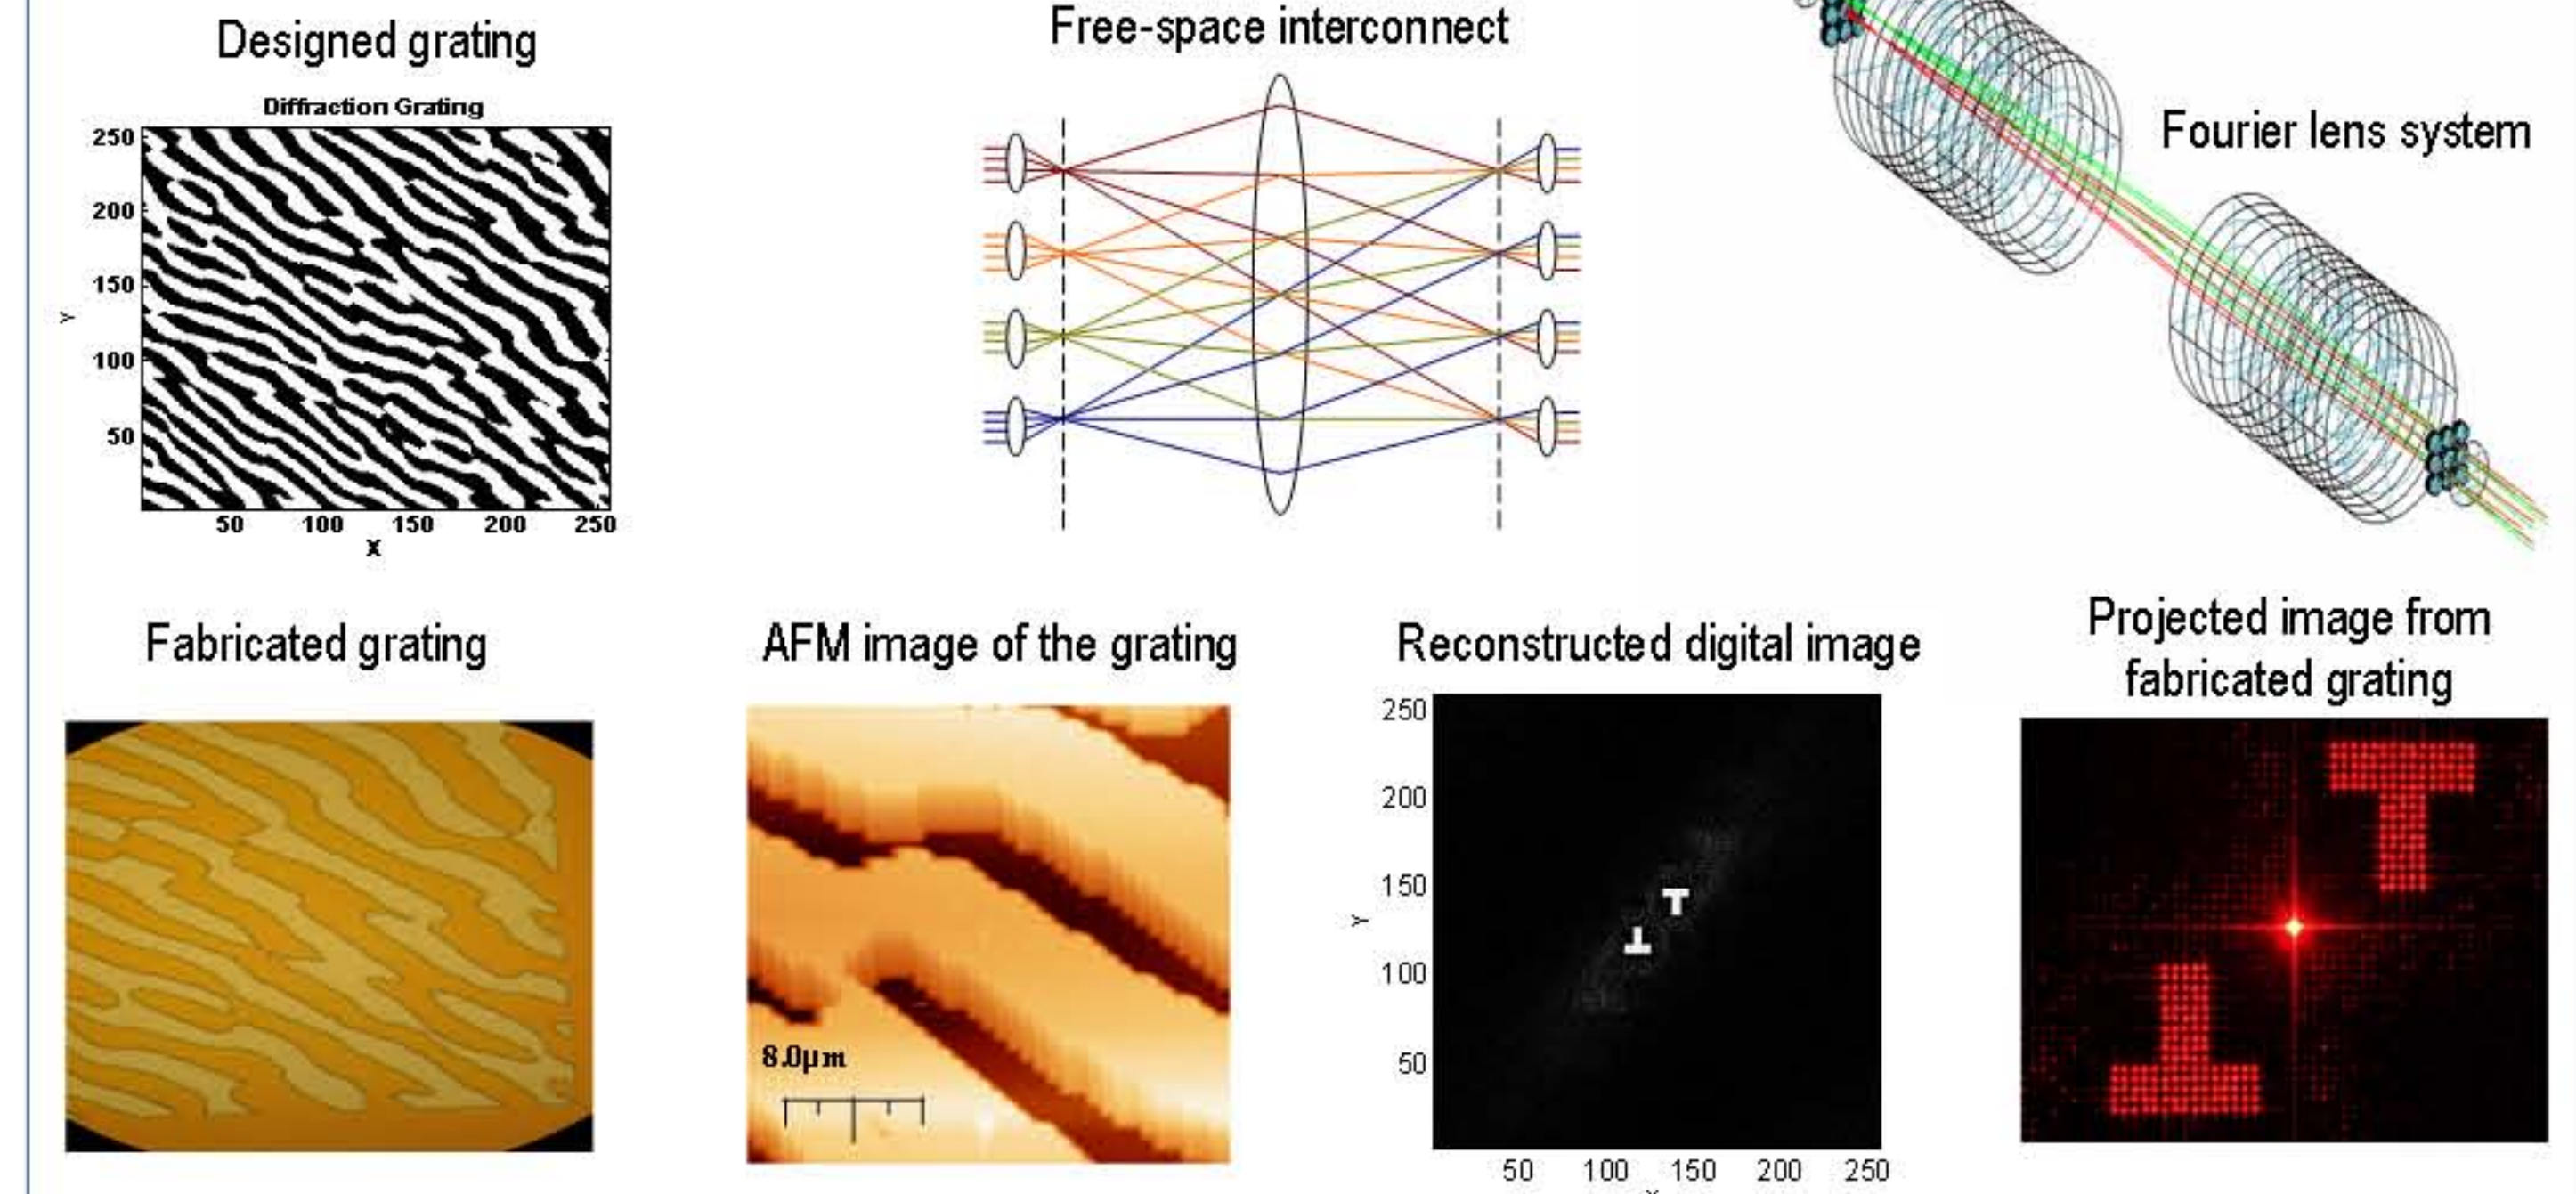 Designed grating
Free-space interconnect
Fourier lens system
Diffraction Grating
250
200
150
100
50
Y
50 100 150 200 250
X
Fabricated grating
AFM image of the grating
Reconstructed digital image
Projected image from
fabricated grating
8.0µm
250
200
150
100
50
Y
50 100 150 200 250